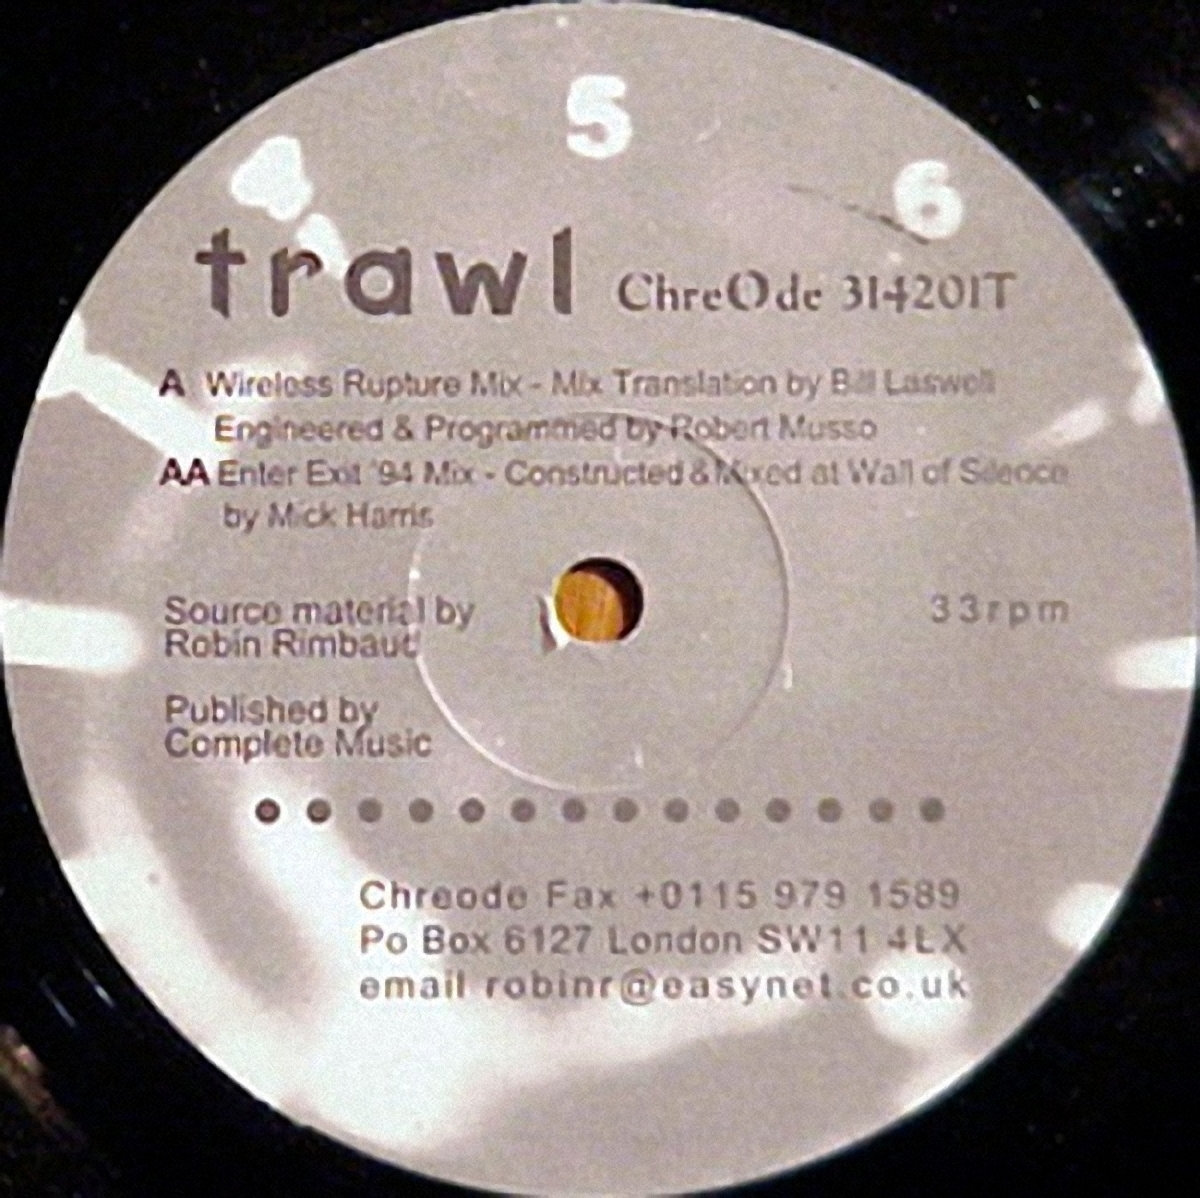 4 5 6
trawl ChreOde 314201T
A Wireless Rupture Mix - Mix Translation by Bill Laswell
Engineered & Programmed by Robert Musso
AA Enter Exit '94 Mix - Constructed & Mixed at Wall of Silence
by Mick Harris
Source material by
Robin Rimbaud
33rpm
Published by
Complete Music
Chreode Fax +0115 979 1589
Po Box 6127 London SW11 4LX
email robinr@easynet.co.uk